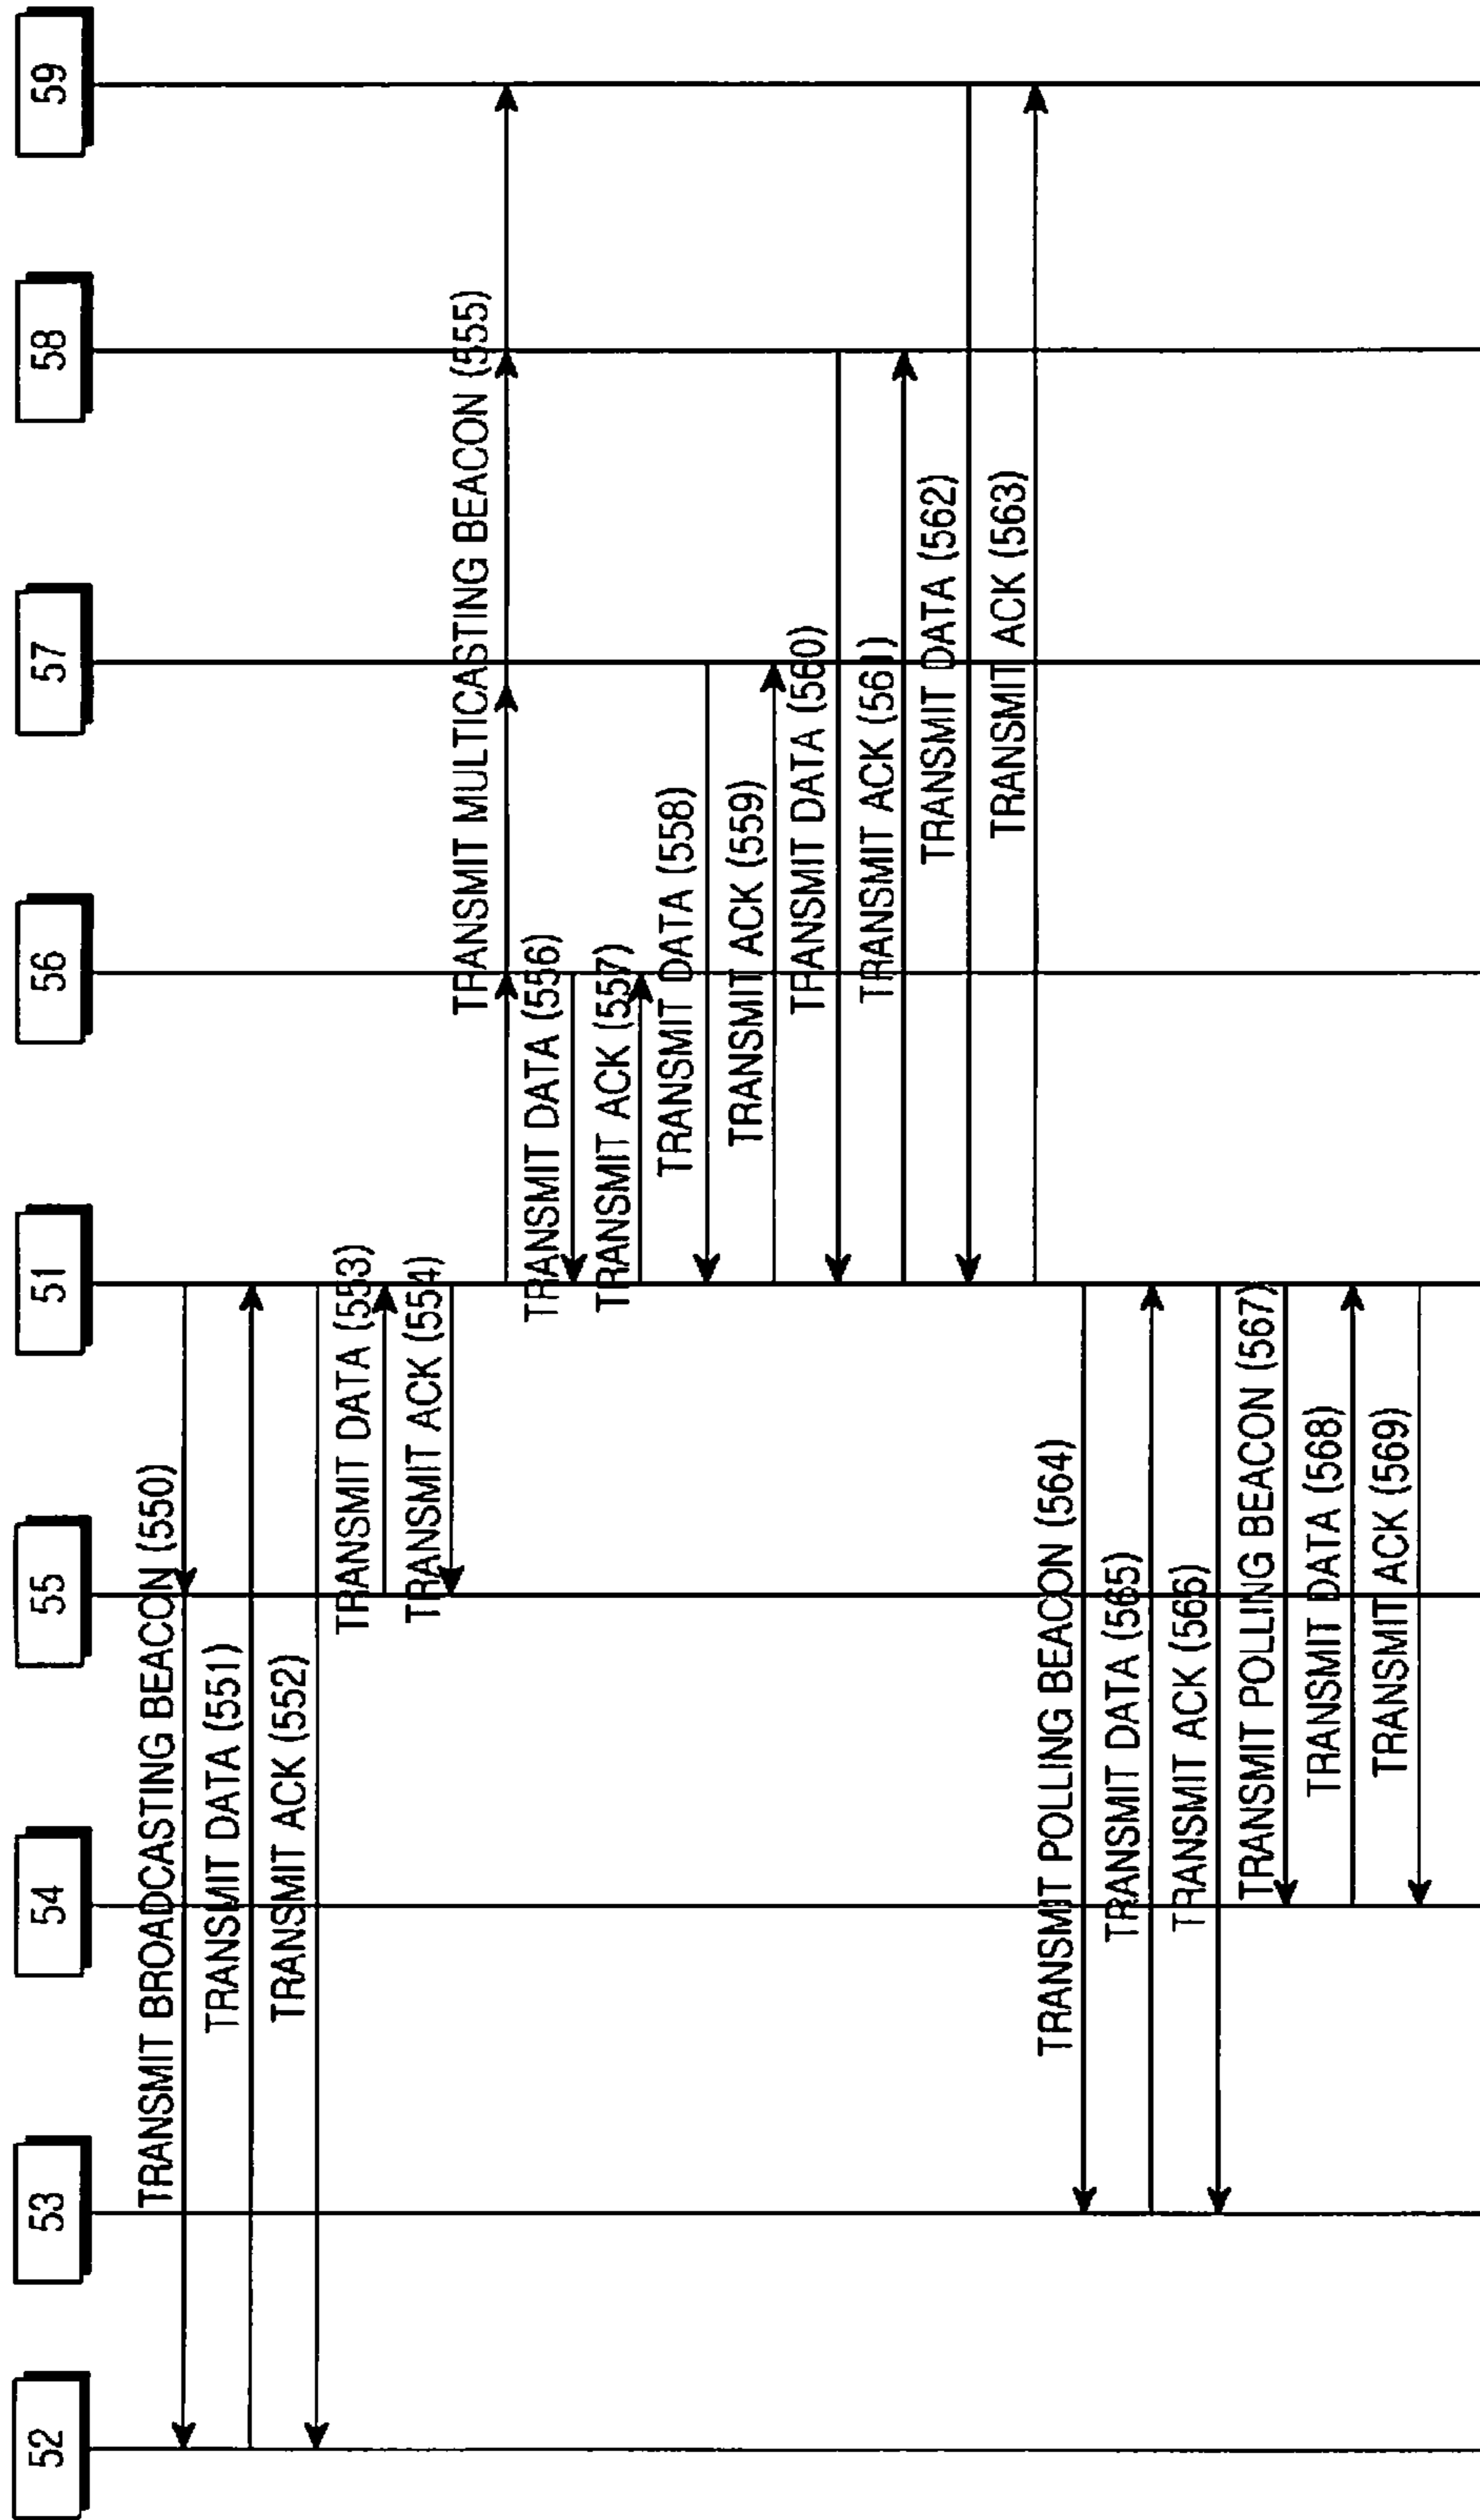 52
53
54
55
51
56
57
58
59
TRANSMIT BROADCASTING BEACON (550)
TRANSMIT DATA (551)
TRANSMIT ACK (552)
TRANSMIT DATA (553)
TRANSMIT ACK (554)
TRANSMIT MULTICASTING BEACON (555)
TRANSMIT DATA (556)
TRANSMIT ACK (557)
TRANSMIT DATA (558)
TRANSMIT ACK (559)
TRANSMIT DATA (560)
TRANSMIT ACK (561)
TRANSMIT DATA (562)
TRANSMIT ACK (563)
TRANSMIT POLLING BEACON (564)
TRANSMIT DATA (565)
TRANSMIT ACK (566)
TRANSMIT POLLING BEACON (567)
TRANSMIT DATA (568)
TRANSMIT ACK (569)